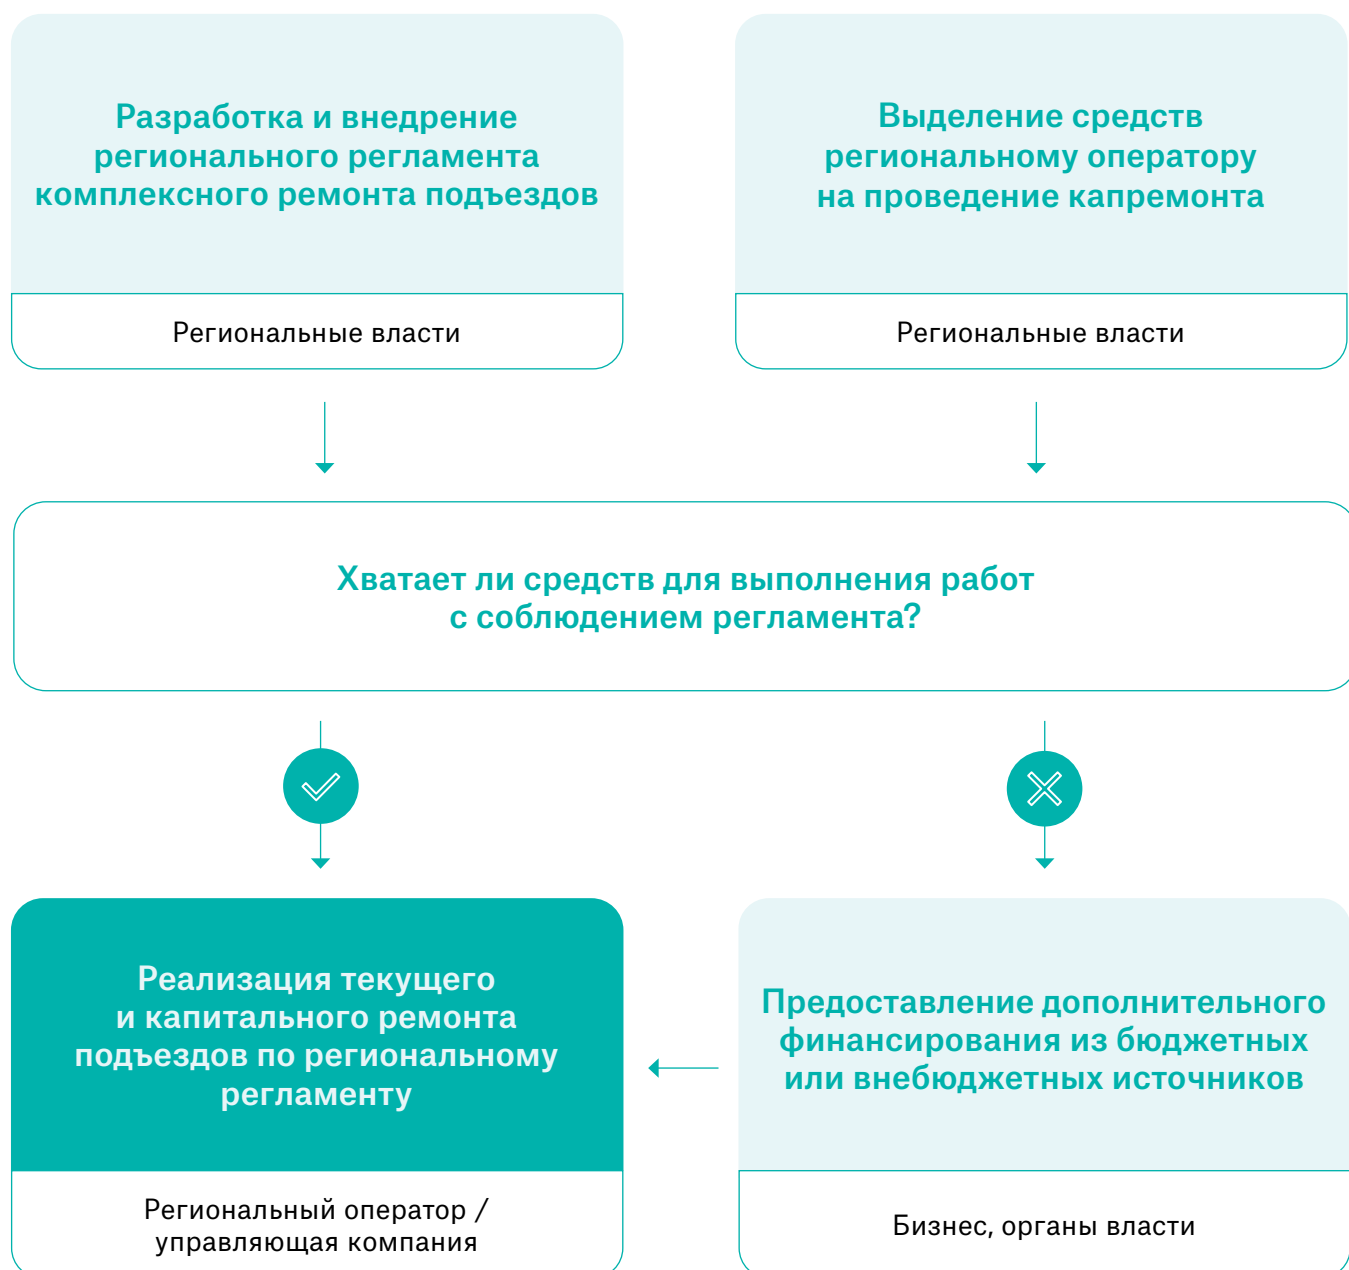 Разработка и внедрение
регионального регламента
комплексного ремонта подъездов
Региональные власти
Выделение средств
региональному оператору
на проведение капремонта
Региональные власти
Хватает ли средств для выполнения работ
с соблюдением регламента?
Реализация текущего
и капитального ремонта
подъездов по региональному
регламенту
Региональный оператор /
управляющая компания
Предоставление дополнительного
финансирования из бюджетных
или внебюджетных источников
Бизнес, органы власти